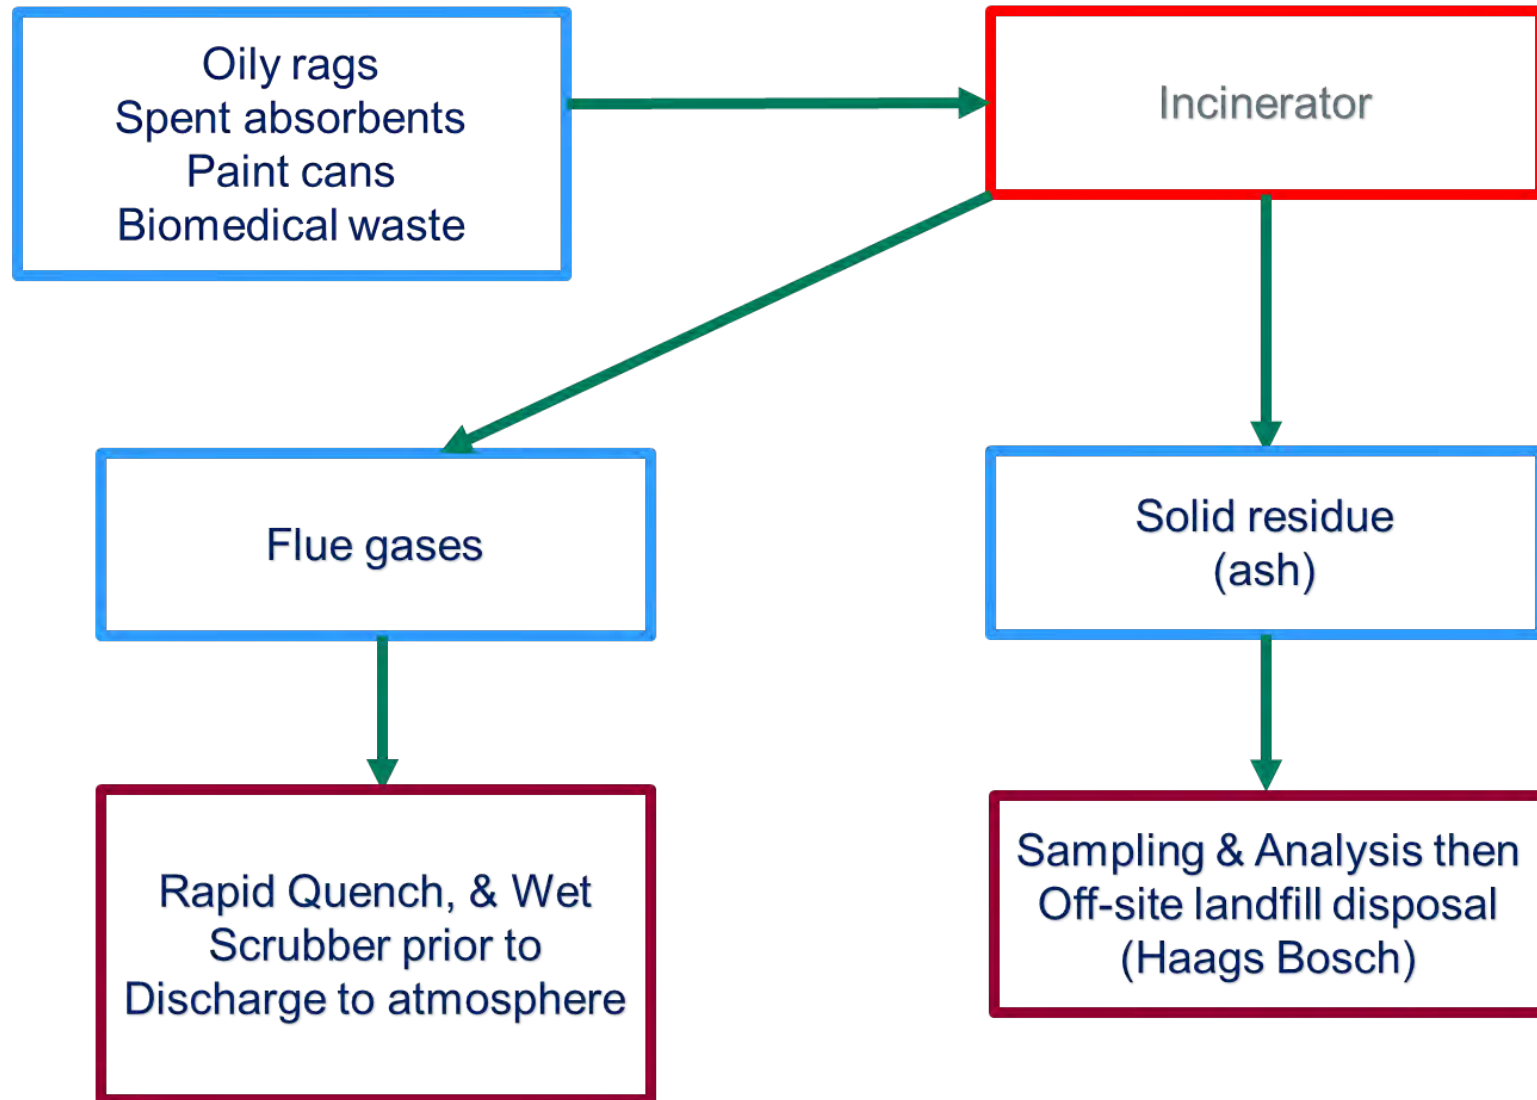 Oily rags
Spent absorbents
Paint cans
Biomedical waste
Incinerator
Flue gases
Solid residue
(ash)
Rapid Quench, & Wet
Scrubber prior to
Discharge to atmosphere
Sampling & Analysis then
Off-site landfill disposal
(Haags Bosch)